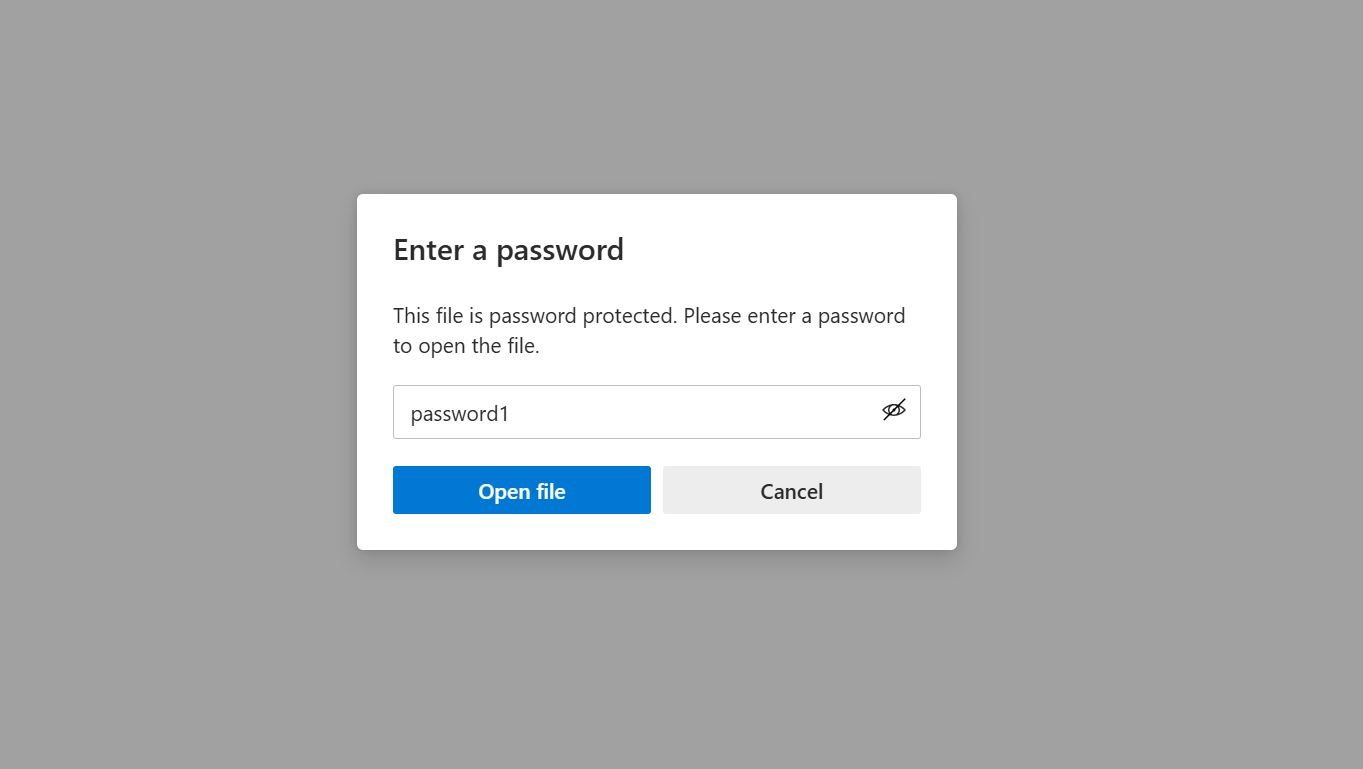 Enter a password
This file is password protected. Please enter a password
to open the file.
password1
Open file
Cancel